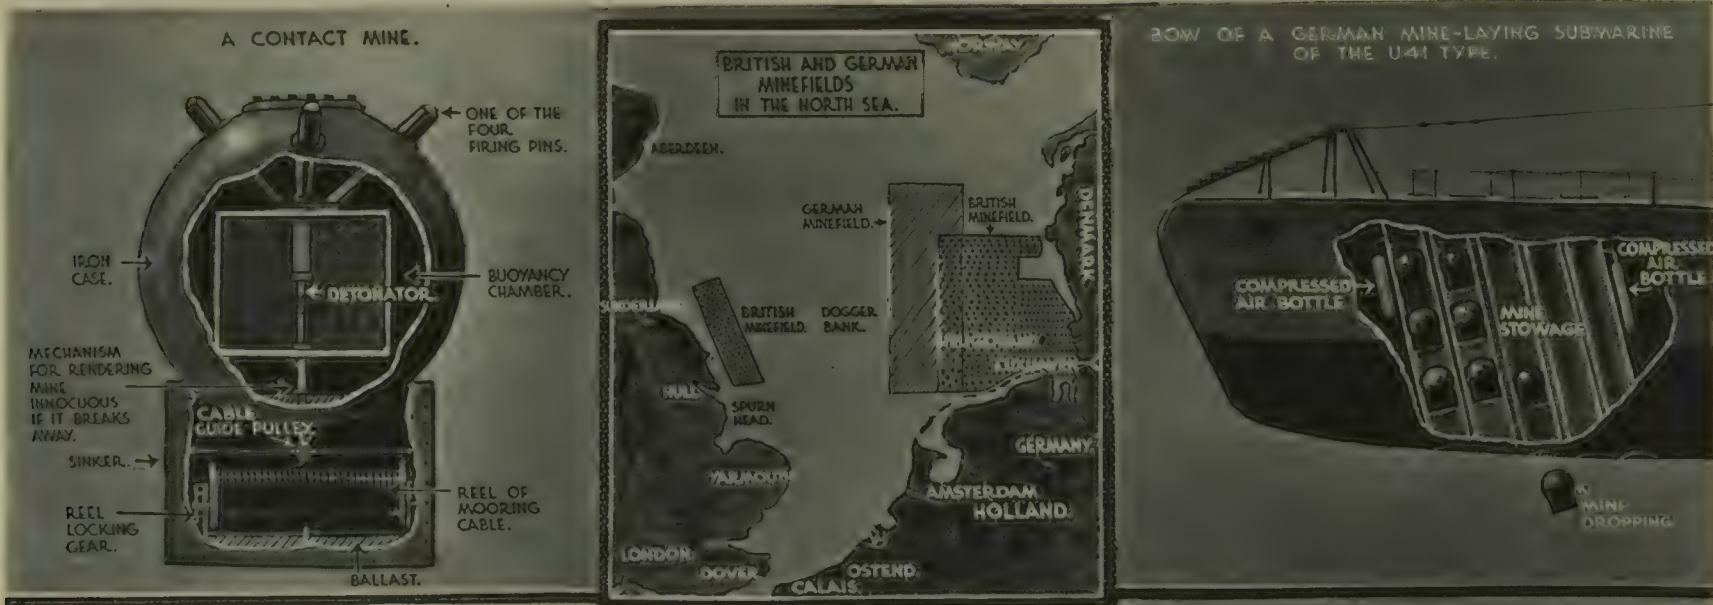 A CONTACT MINE.
ONE OF THE
FOUR
FIRING PINS.
IRON
CASE.
BUOYANCY
CHAMBER.
DETONATOR.
MECHANISM
FOR RENDERING
MINE
INNOCUOUS
IF IT BREAKS
AWAY.
CABLE
GUIDE PULLEY
SINKER.
REEL OF
MOORING
CABLE.
REEL
LOCKING
GEAR.
BALLAST.
BRITISH AND GERMAN
MINEFIELDS
IN THE NORTH SEA.
NORWAY
ABERDEEN.
GERMAN
MINEFIELD.
BRITISH
MINEFIELD.
DENMARK
BRITISH
MINEFIELD.
DOGGER
BANK.
HULL
SPURN
HEAD.
GERMANY
YARMOUTH
AMSTERDAM
HOLLAND.
LONDON
DOVER
OSTEND.
CALAIS.
BOW OF A GERMAN MINE-LAYING SUBMARINE
OF THE U41 TYPE.
COMPRESSED
AIR BOTTLE
COMPRESSED
AIR
BOTTLE
MINE
STOWAGE
MINE
DROPPING